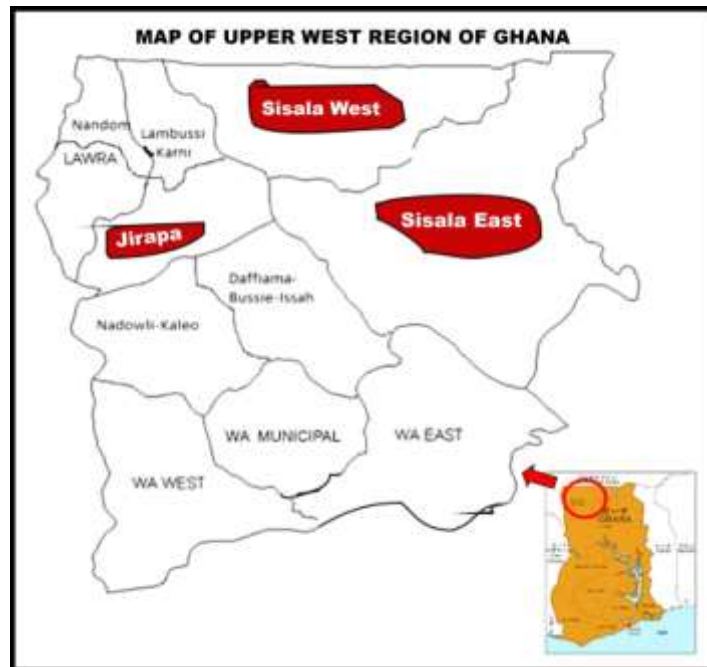 MAP OF UPPER WEST REGION OF GHANA
Sisala West
Nandom
Lambussi
Karni
LAWRA
Sisala East
Jirapa
Daffiama-
Bussie-Issah
Nadowli-Kaleo
WA MUNICIPAL
WA EAST
WA WEST
GHANA